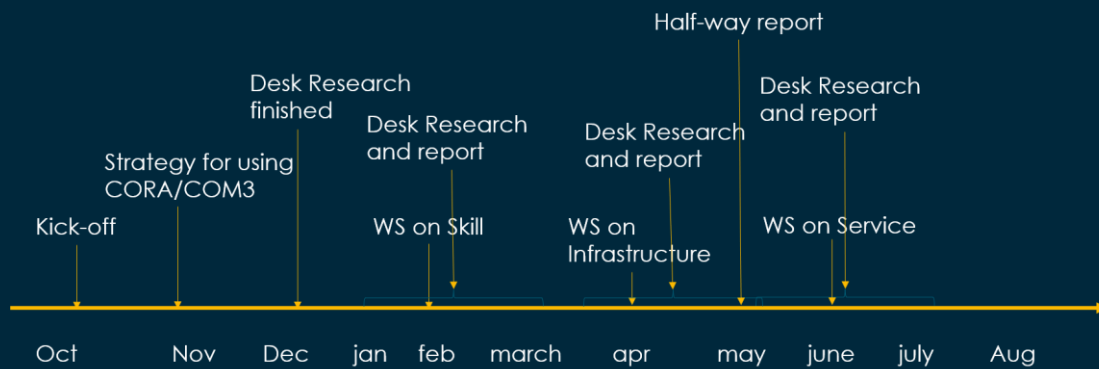 Half-way report
Desk Research
finished
Desk Research
and report
Desk Research
and report
Desk Research
and report
Strategy for using
CORA/COM3
Kick-off
WS on Skill
WS on
Infrastructure
WS on Service
Oct Nov Dec jan feb march apr may june july Aug